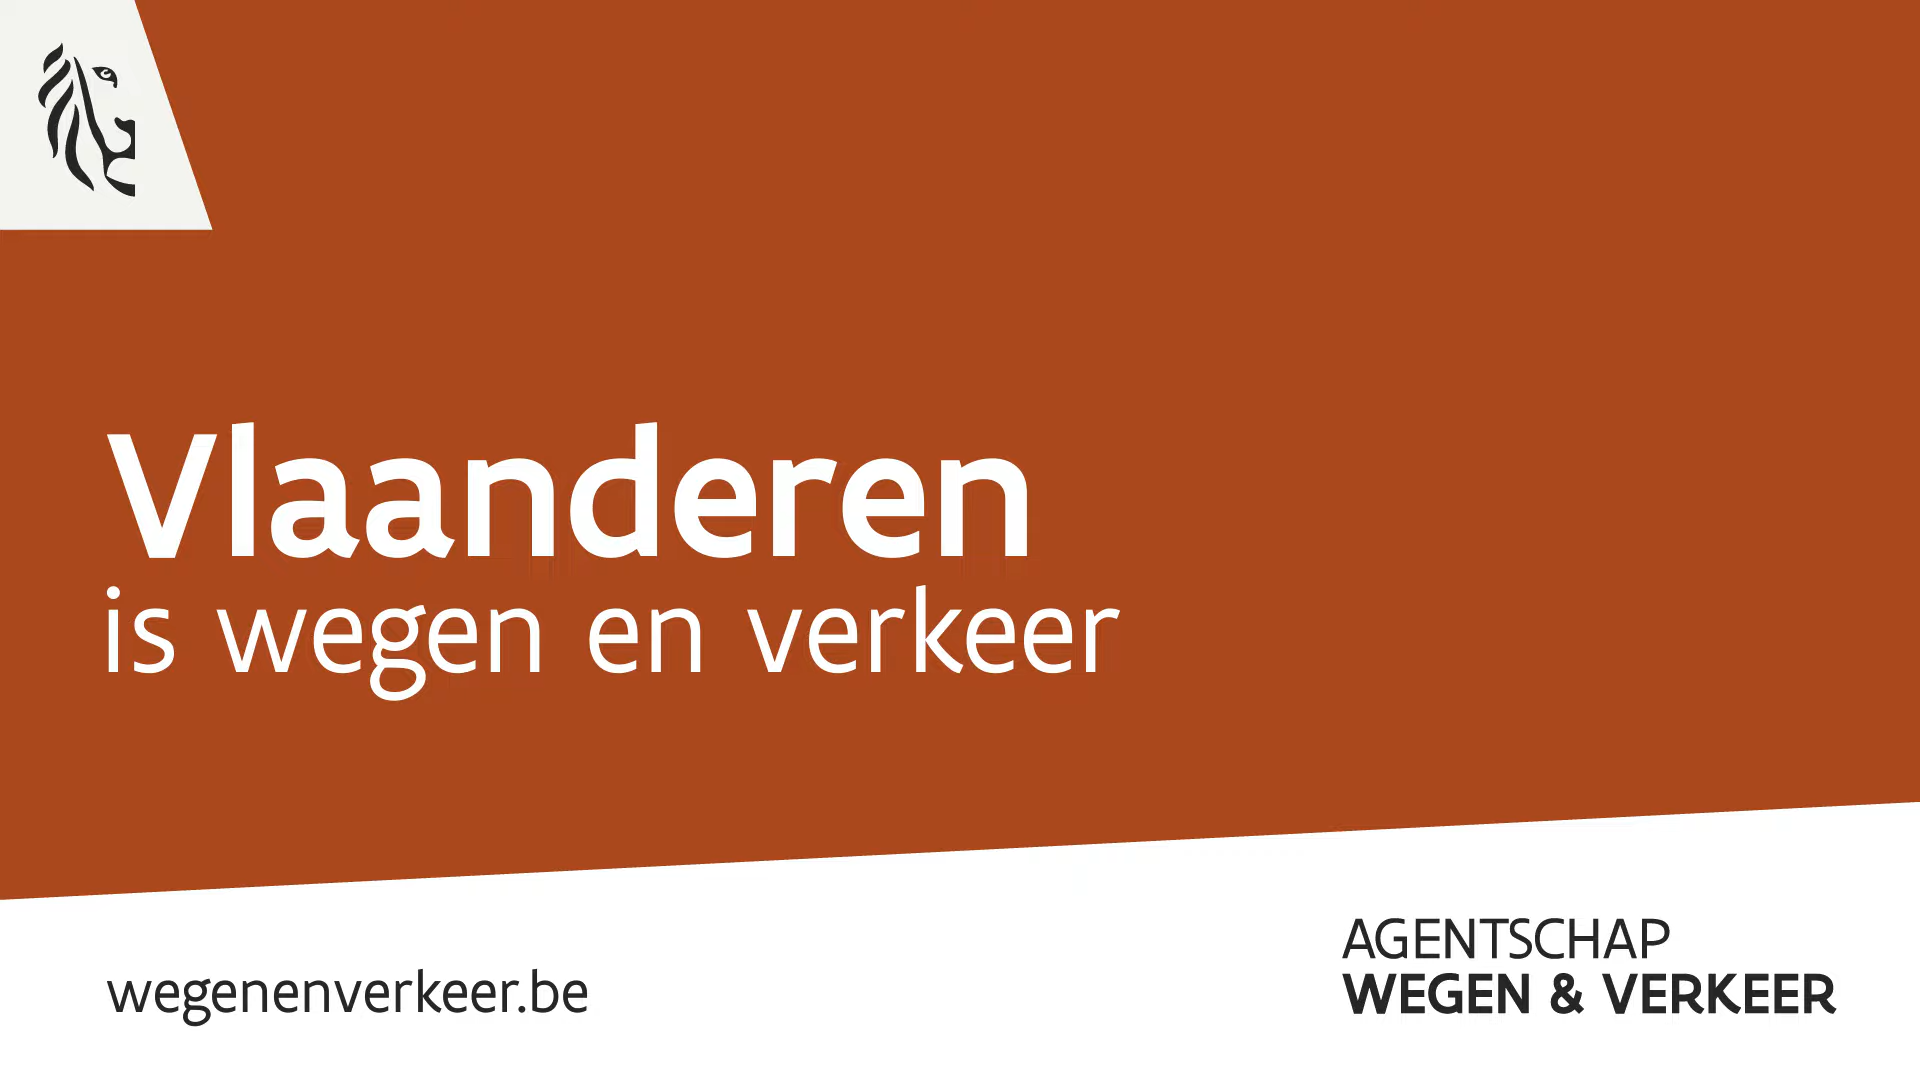 Vlaanderen
is wegen en verkeer
wegenenverkeer.be
AGENTSCHAP
WEGEN & VERKEER